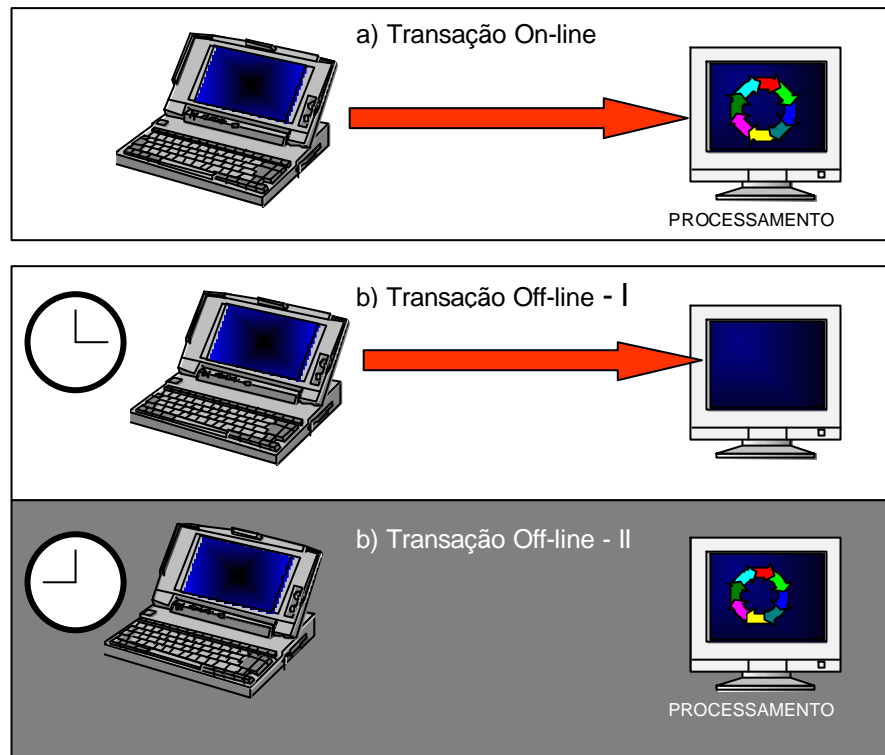 a) Transação On-line
PROCESSAMENTO
b) Transação Off-line - I
b) Transação Off-line - II
PROCESSAMENTO